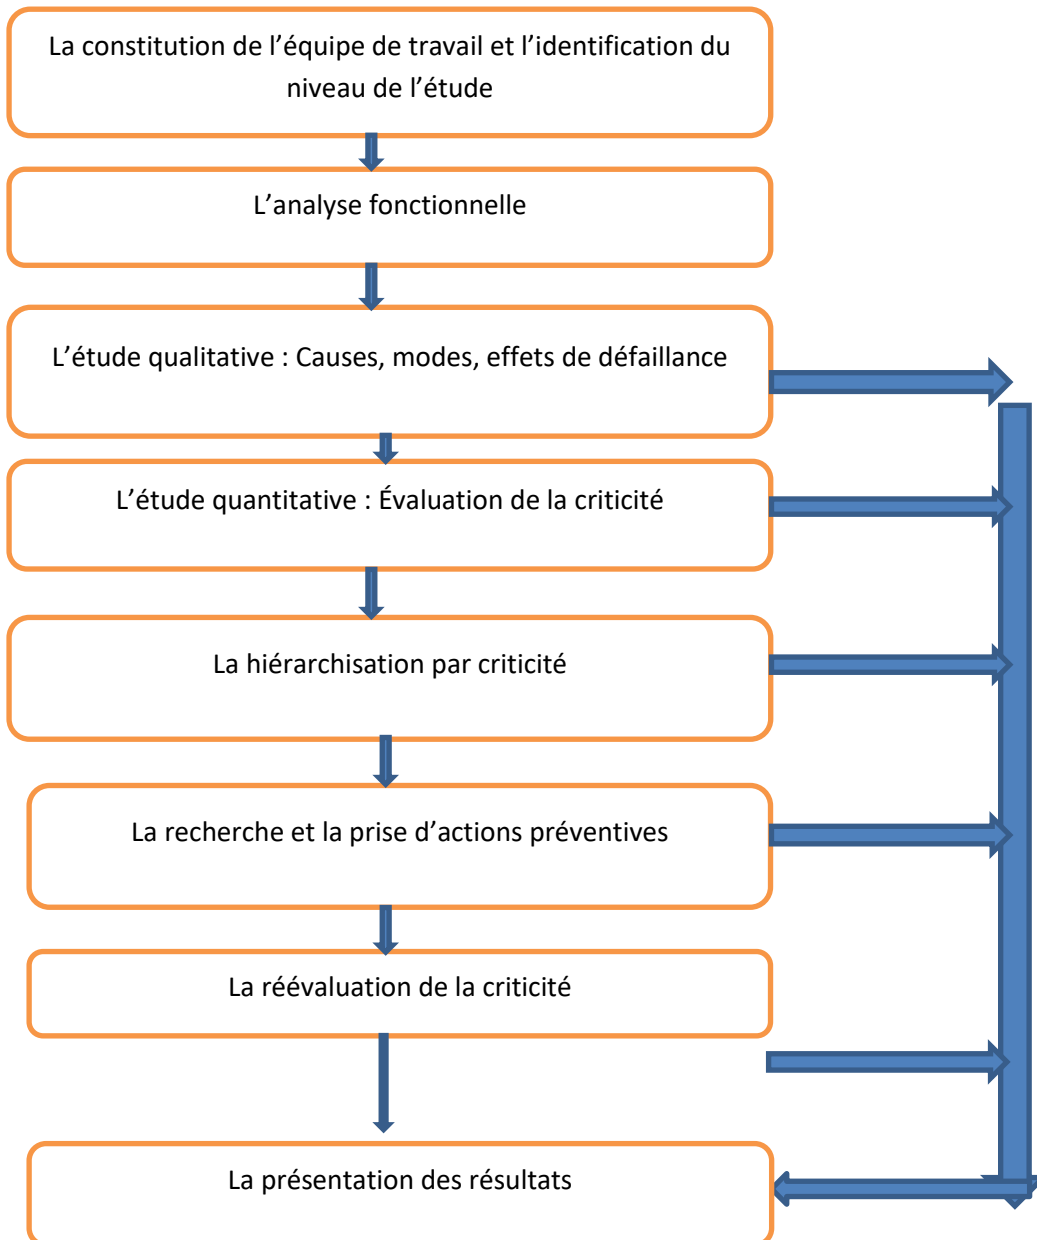 La constitution de l’équipe de travail et l’identification du
niveau de l’étude
L’analyse fonctionnelle
L’étude qualitative : Causes, modes, effets de défaillance
L’étude quantitative : Évaluation de la criticité
La hiérarchisation par criticité
La recherche et la prise d’actions préventives
La réévaluation de la criticité
La présentation des résultats